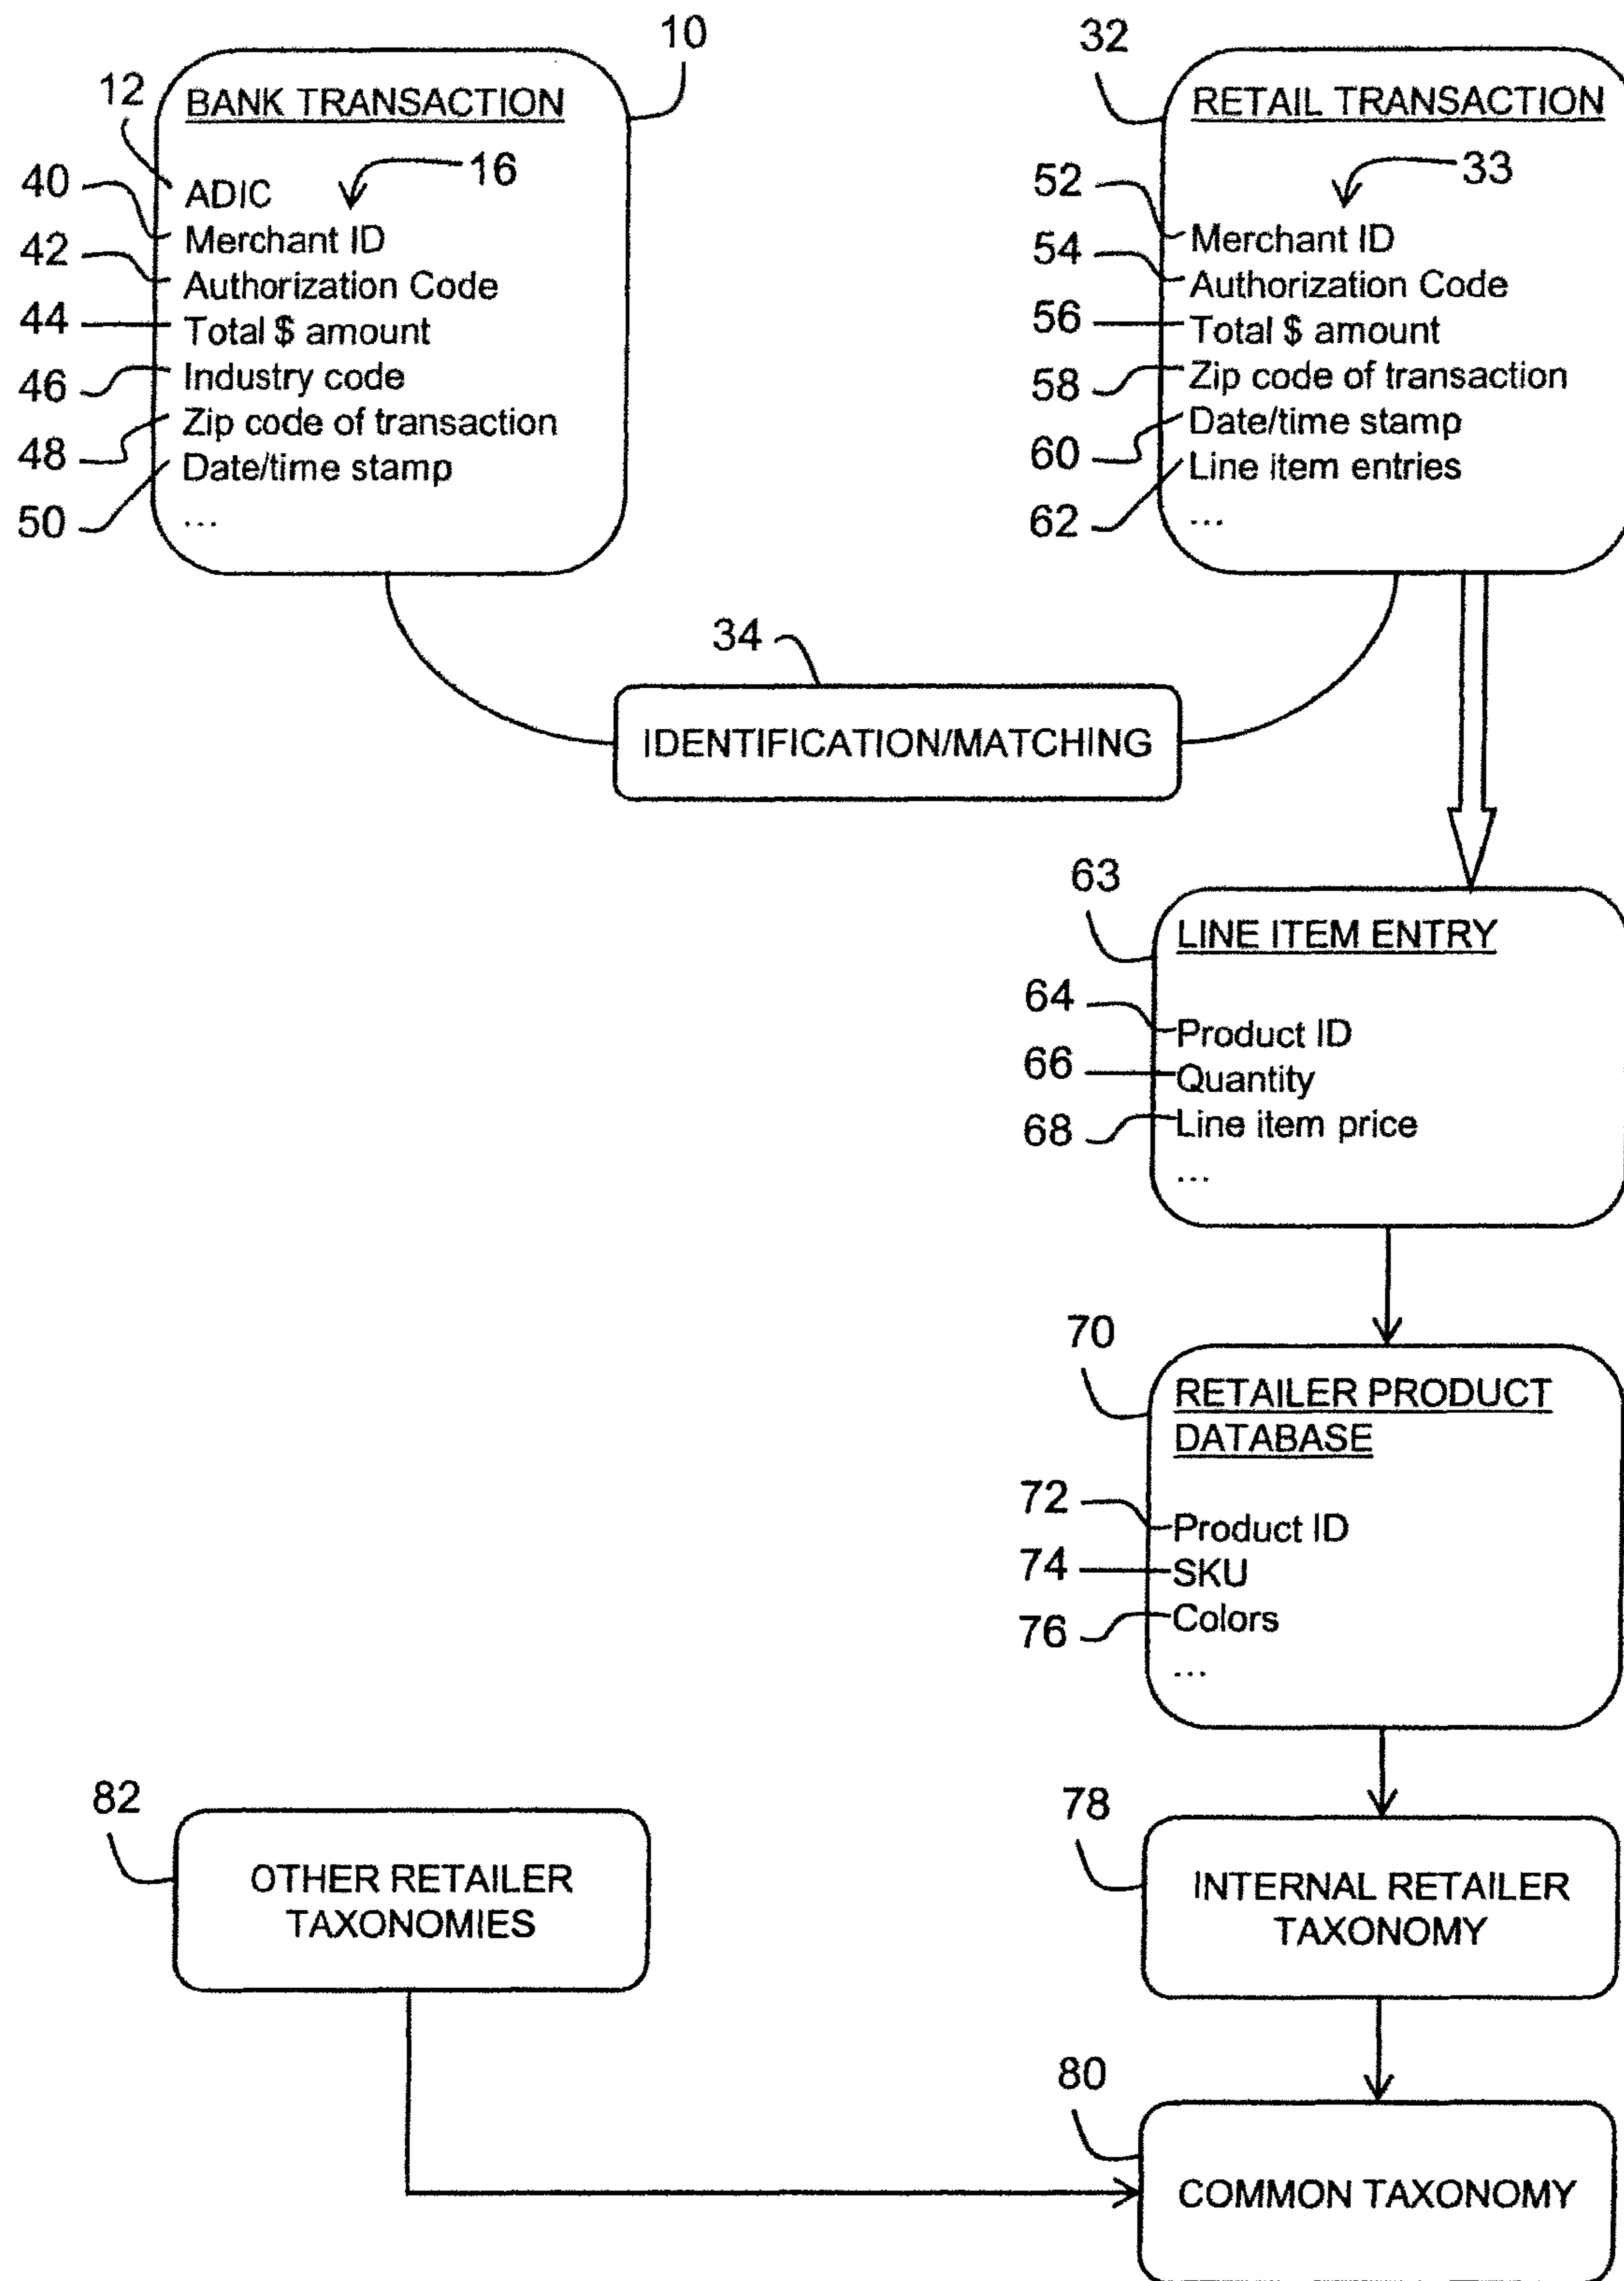 10
12
BANK TRANSACTION
16
40
ADIC
Merchant ID
42
Authorization Code
44
Total $ amount
46
Industry code
Zip code of transaction
48
Date/time stamp
50
...
32
RETAIL TRANSACTION
33
52
Merchant ID
54
Authorization Code
56
Total $ amount
58
Zip code of transaction
Date/time stamp
60
Line item entries
62
...
34
IDENTIFICATION/MATCHING
63
LINE ITEM ENTRY
64
Product ID
66
Quantity
68
Line item price
...
70
RETAILER PRODUCT
DATABASE
72
Product ID
74
SKU
76
Colors
...
82
OTHER RETAILER
TAXONOMIES
78
INTERNAL RETAILER
TAXONOMY
80
COMMON TAXONOMY